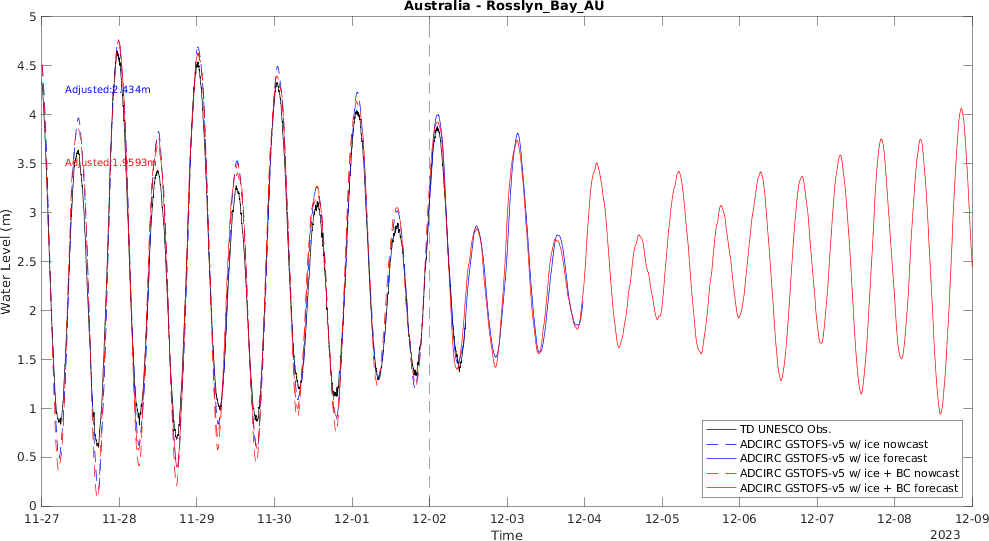 Australia - Rosslyn_Bay_AU
5
4.5
4
3.5
3
2.5
2
1.5
1
0.5
0
Water Level (m)
Adjusted:2.434m
Adjusted:1.9593m
TD UNESCO Obs.
ADCIRC GSTOFS-v5 w/ ice nowcast
ADCIRC GSTOFS-v5 w/ ice forecast
ADCIRC GSTOFS-v5 w/ ice + BC nowcast
ADCIRC GSTOFS-v5 w/ ice + BC forecast
11-27 11-28 11-29 11-30 12-01 12-02 12-03 12-04 12-05 12-06 12-07 12-08 12-09
Time
2023